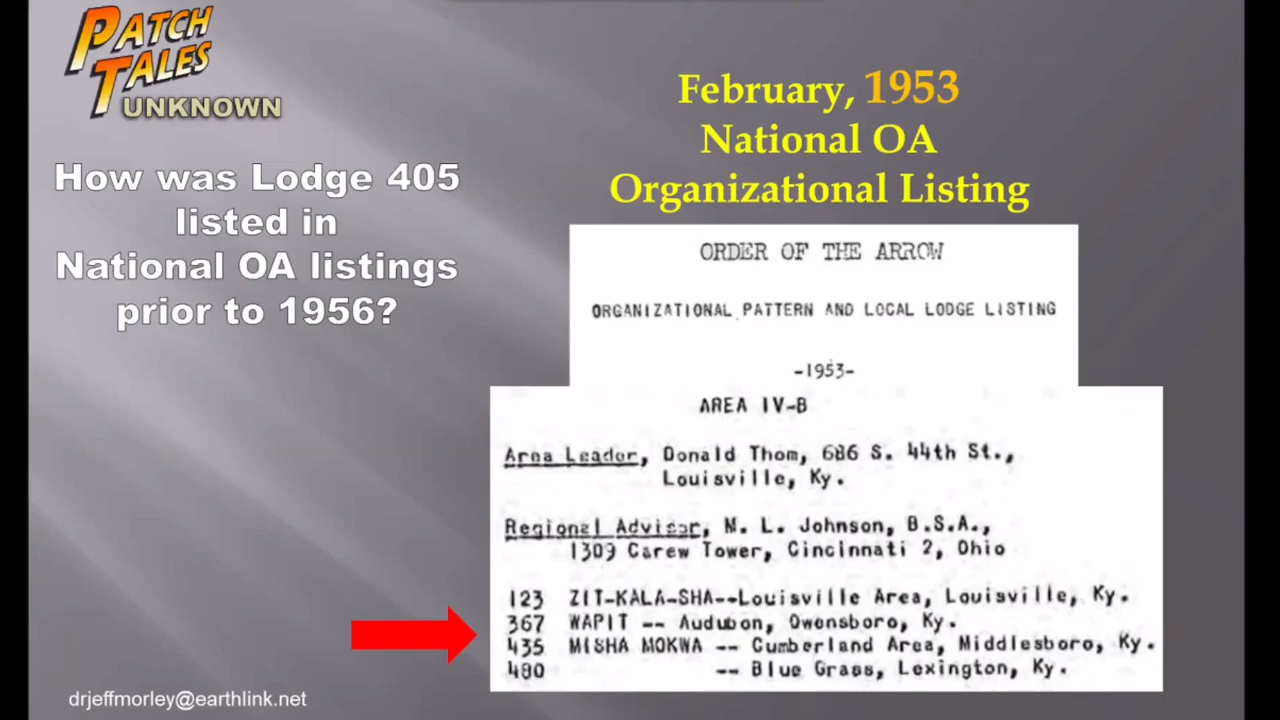 PATCH
TALES
UNKNOWN
How was Lodge 405
listed in
National OA listings
prior to 1956?
February, 1953
National OA
Organizational Listing
ORDER OF THE ARROW
ORGANIZATIONAL PATTERN AND LOCAL LODGE LISTING
-1953-
AREA IV-B
Area Leader, Donald Thom, 686 S. 44th St.,
Louisville, Ky.
Regional Advisor, M. L. Johnson, B.S.A.,
1309 Carew Tower, Cincinnati 2, Ohio
123 ZIT-KALA-SHA--Louisville Area, Louisville, Ky.
367 WAPIT -- Audubon, Owensboro, Ky.
435 MISHA MOKWA -- Cumberland Area, Middlesboro, Ky.
480 -- Blue Grass, Lexington, Ky.
drjeffmorley@earthlink.net